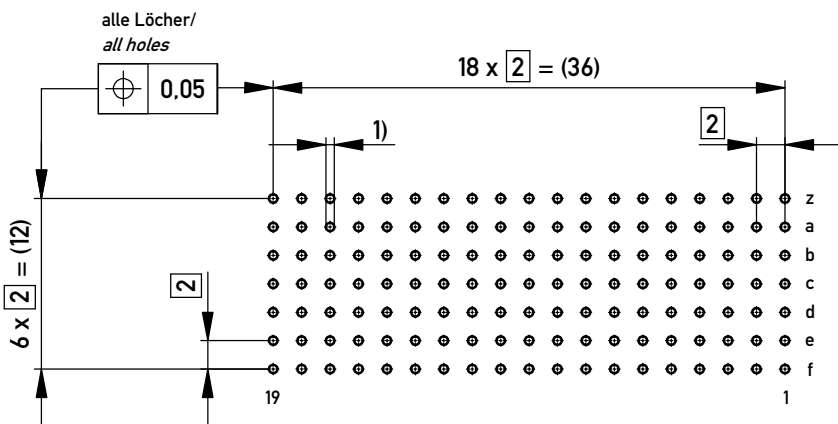 alle Löcher/
all holes
0,05
18 x 2 = (36)
1)
2
6 x 2 = (12)
2
z
a
b
c
d
e
f
19
1